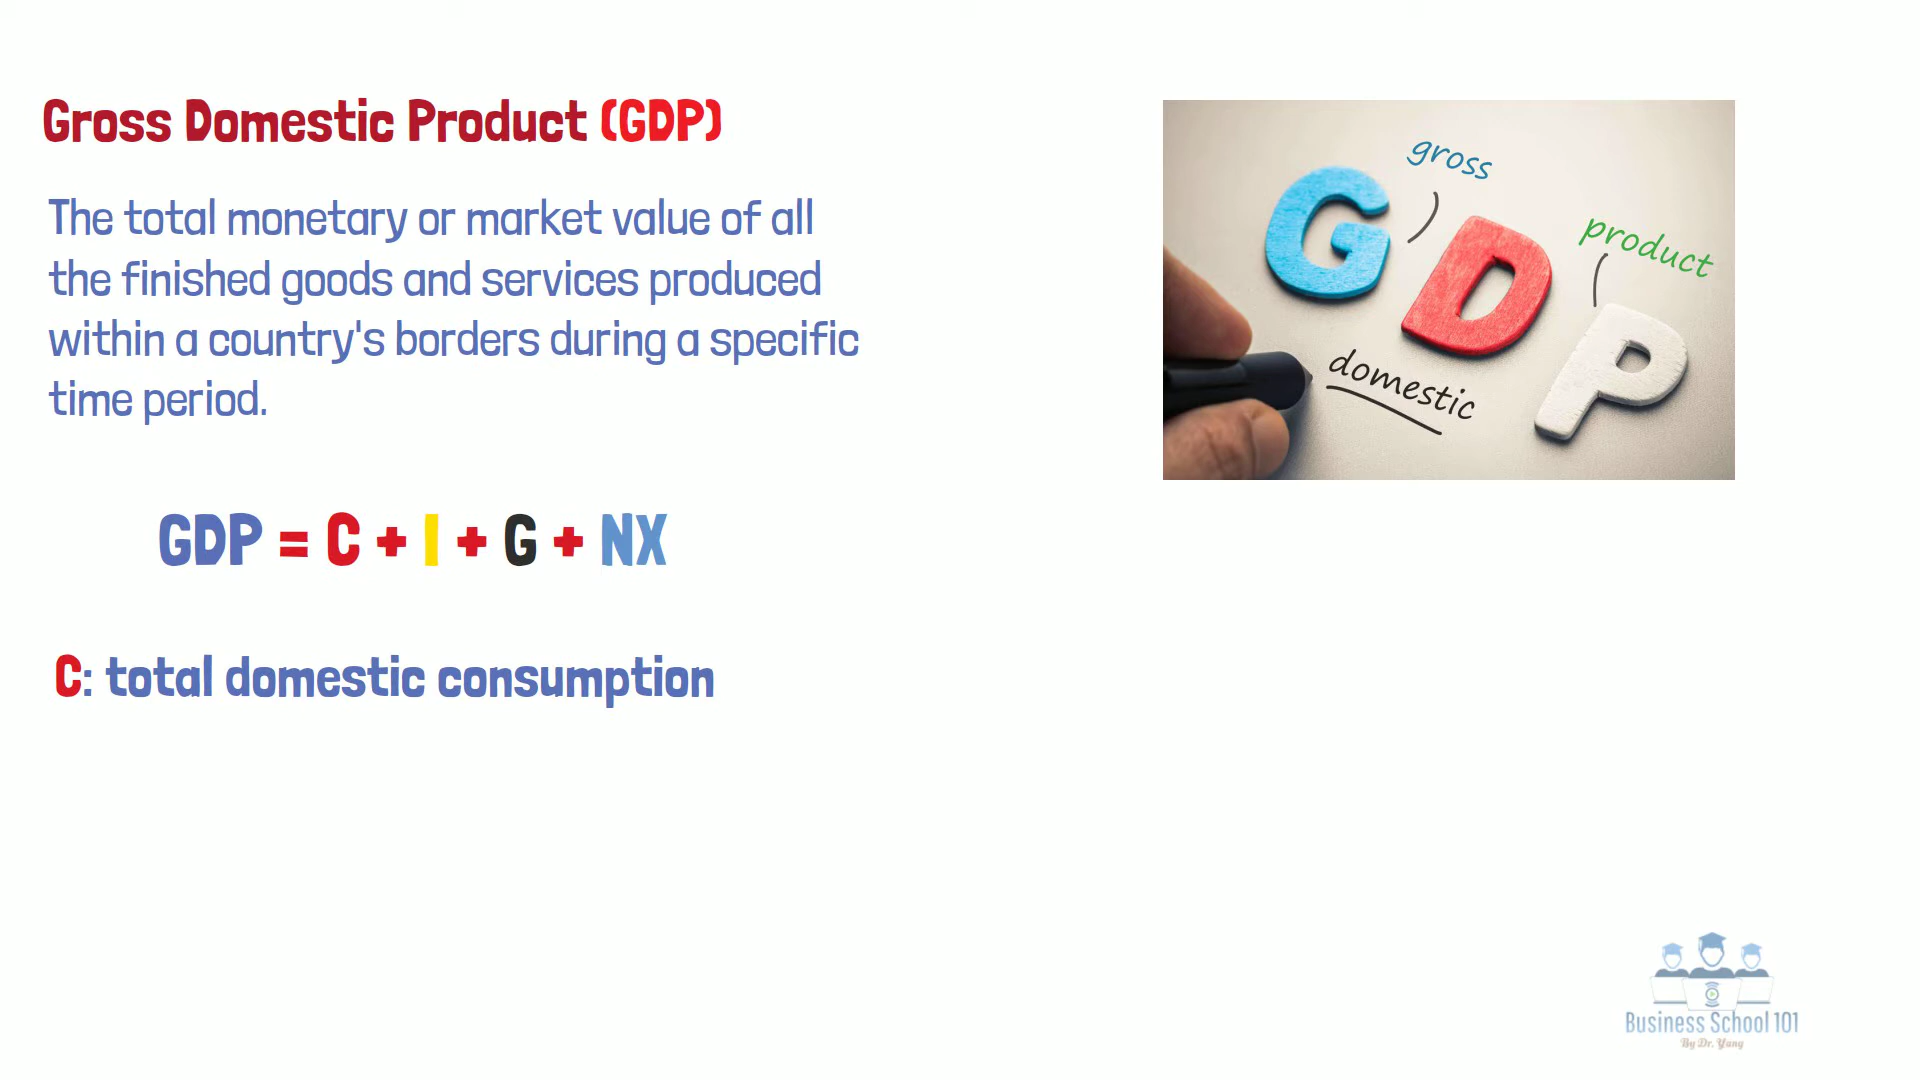 Gross Domestic Product (GDP)
The total monetary or market value of all
the finished goods and services produced
within a country's borders during a specific
time period.
GDP = C + I + G + NX
C: total domestic consumption
gross
product
domestic
GDP
Business School 101
By Dr. Yang